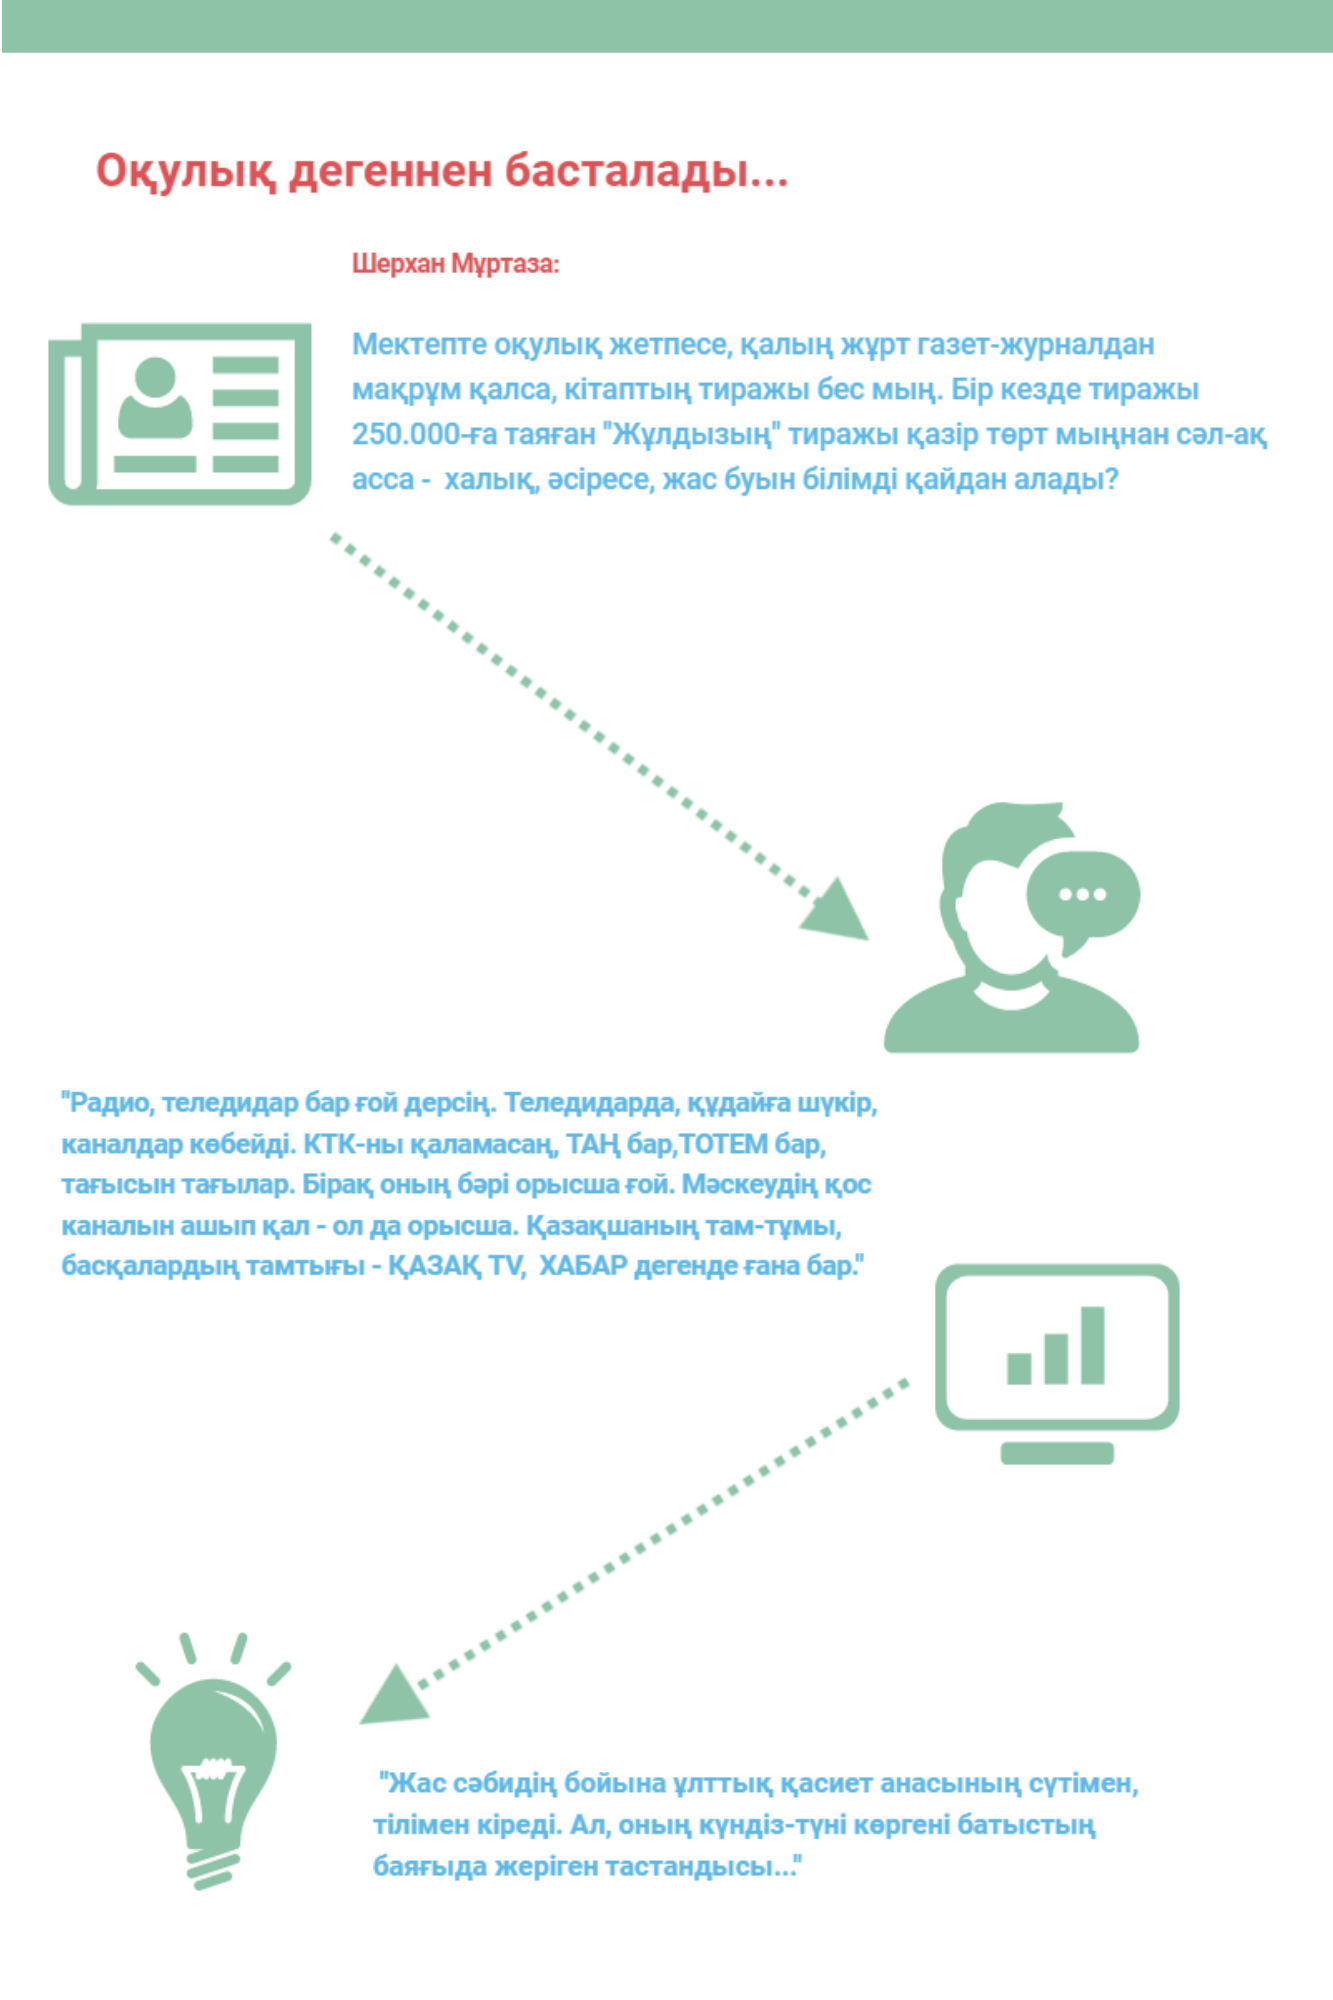 Оқулық дегеннен басталады...
Шерхан Мұртаза:
Мектепте оқулық жетпесе, қалың жұрт газет-журналдан
мақрұм қалса, кітаптың тиражы бес мың. Бір кезде тиражы
250.000-ға таяған "Жұлдызың" тиражы қазір төрт мыңнан сәл-ақ
асса - халық, әсіресе, жас буын білімді қайдан алады?
"Радио, теледидар бар ғой дерсің. Теледидарда, құдайға шүкір,
каналдар көбейді. КТК-ны қаламасаң, ТАҢ бар,ТОТЕМ бар,
тағысын тағылар. Бірақ оның бәрі орысша ғой. Мәскеудің қос
каналын ашып қал - ол да орысша. Қазақшаның там-тұмы,
басқалардың тамтығы - ҚАЗАҚ TV, ХАБАР дегенде ғана бар."
"Жас сәбидің бойына ұлттық қасиет анасының сүтімен,
тілімен кіреді. Ал, оның күндіз-түні көргені батыстың
баяғыда жеріген тастандысы..."